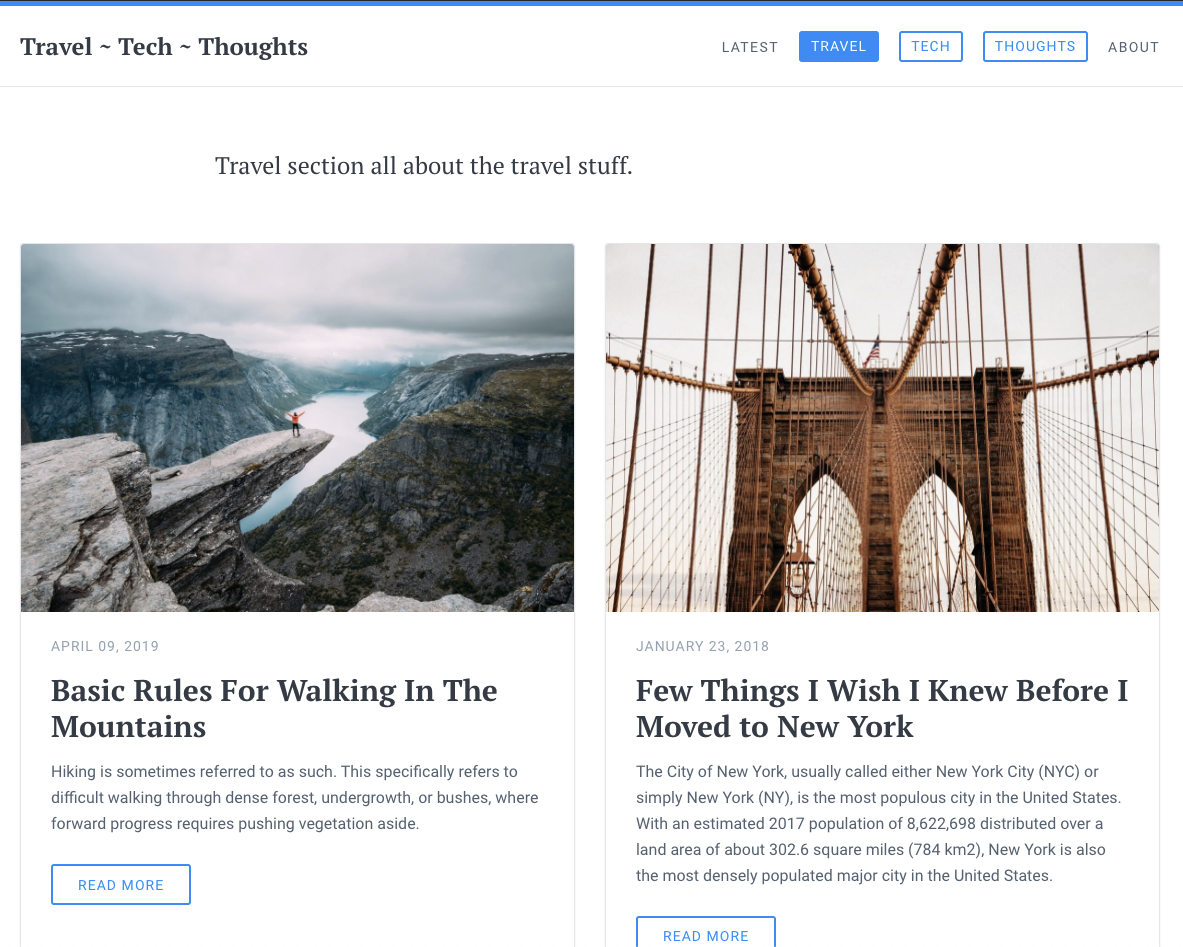 Travel ~ Tech ~ Thoughts
LATEST TRAVEL TECH THOUGHTS ABOUT
Travel section all about the travel stuff.
APRIL 09, 2019
Basic Rules For Walking In The
Mountains
Hiking is sometimes referred to as such. This specifically refers to
difficult walking through dense forest, undergrowth, or bushes, where
forward progress requires pushing vegetation aside.
READ MORE
JANUARY 23, 2018
Few Things I Wish I Knew Before I
Moved to New York
The City of New York, usually called either New York City (NYC) or
simply New York (NY), is the most populous city in the United States.
With an estimated 2017 population of 8,622,698 distributed over a
land area of about 302.6 square miles (784 km2), New York is also
the most densely populated major city in the United States.
READ MORE